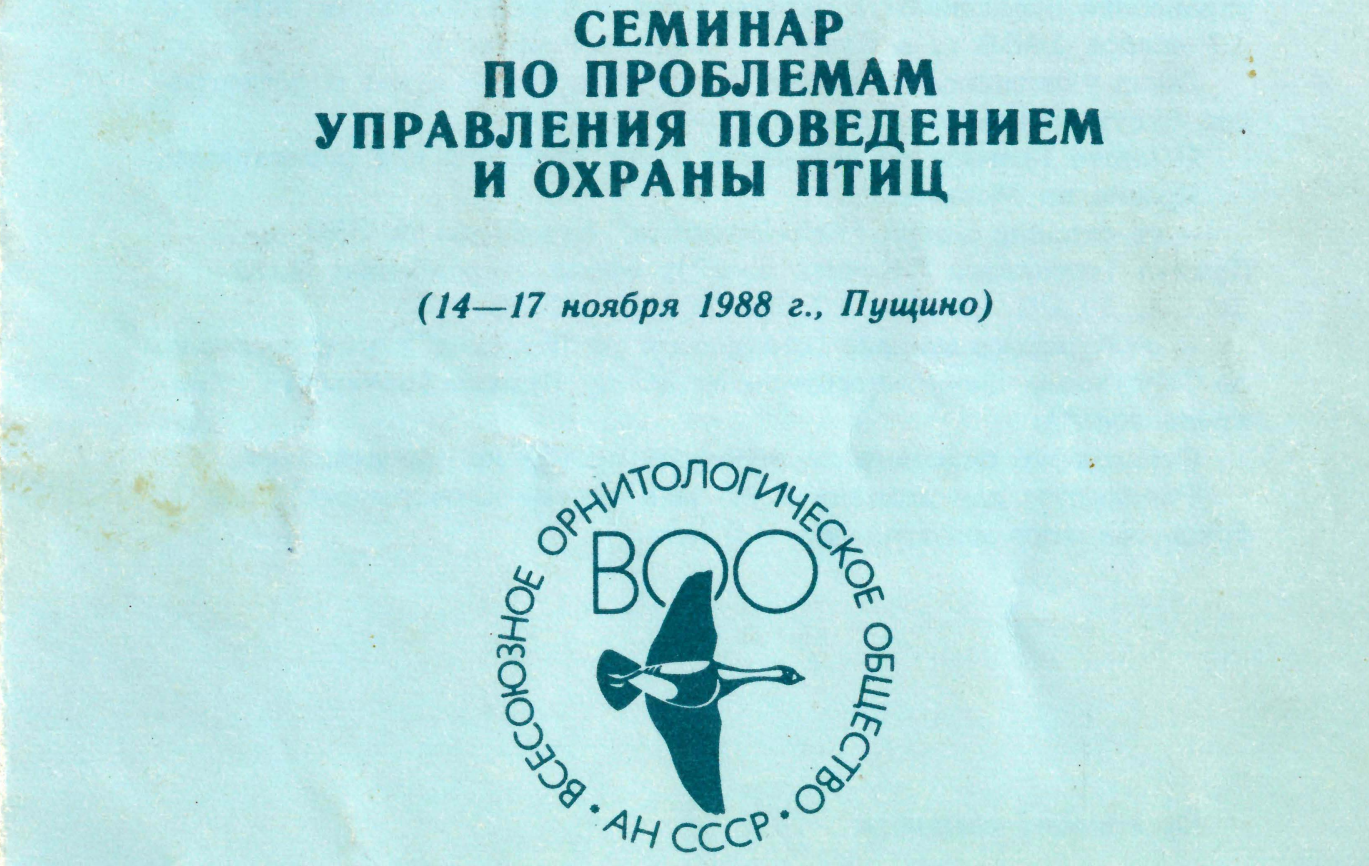 СЕМИНАР
ПО ПРОБЛЕМАМ
УПРАВЛЕНИЯ ПОВЕДЕНИЕМ
И ОХРАНЫ ПТИЦ
(14—17 ноября 1988 г., Пущино)
ВСЕСОЮЗНОЕ ОРНИТОЛОГИЧЕСКОЕ ОБЩЕСТВО
ВОО
• АН СССР •